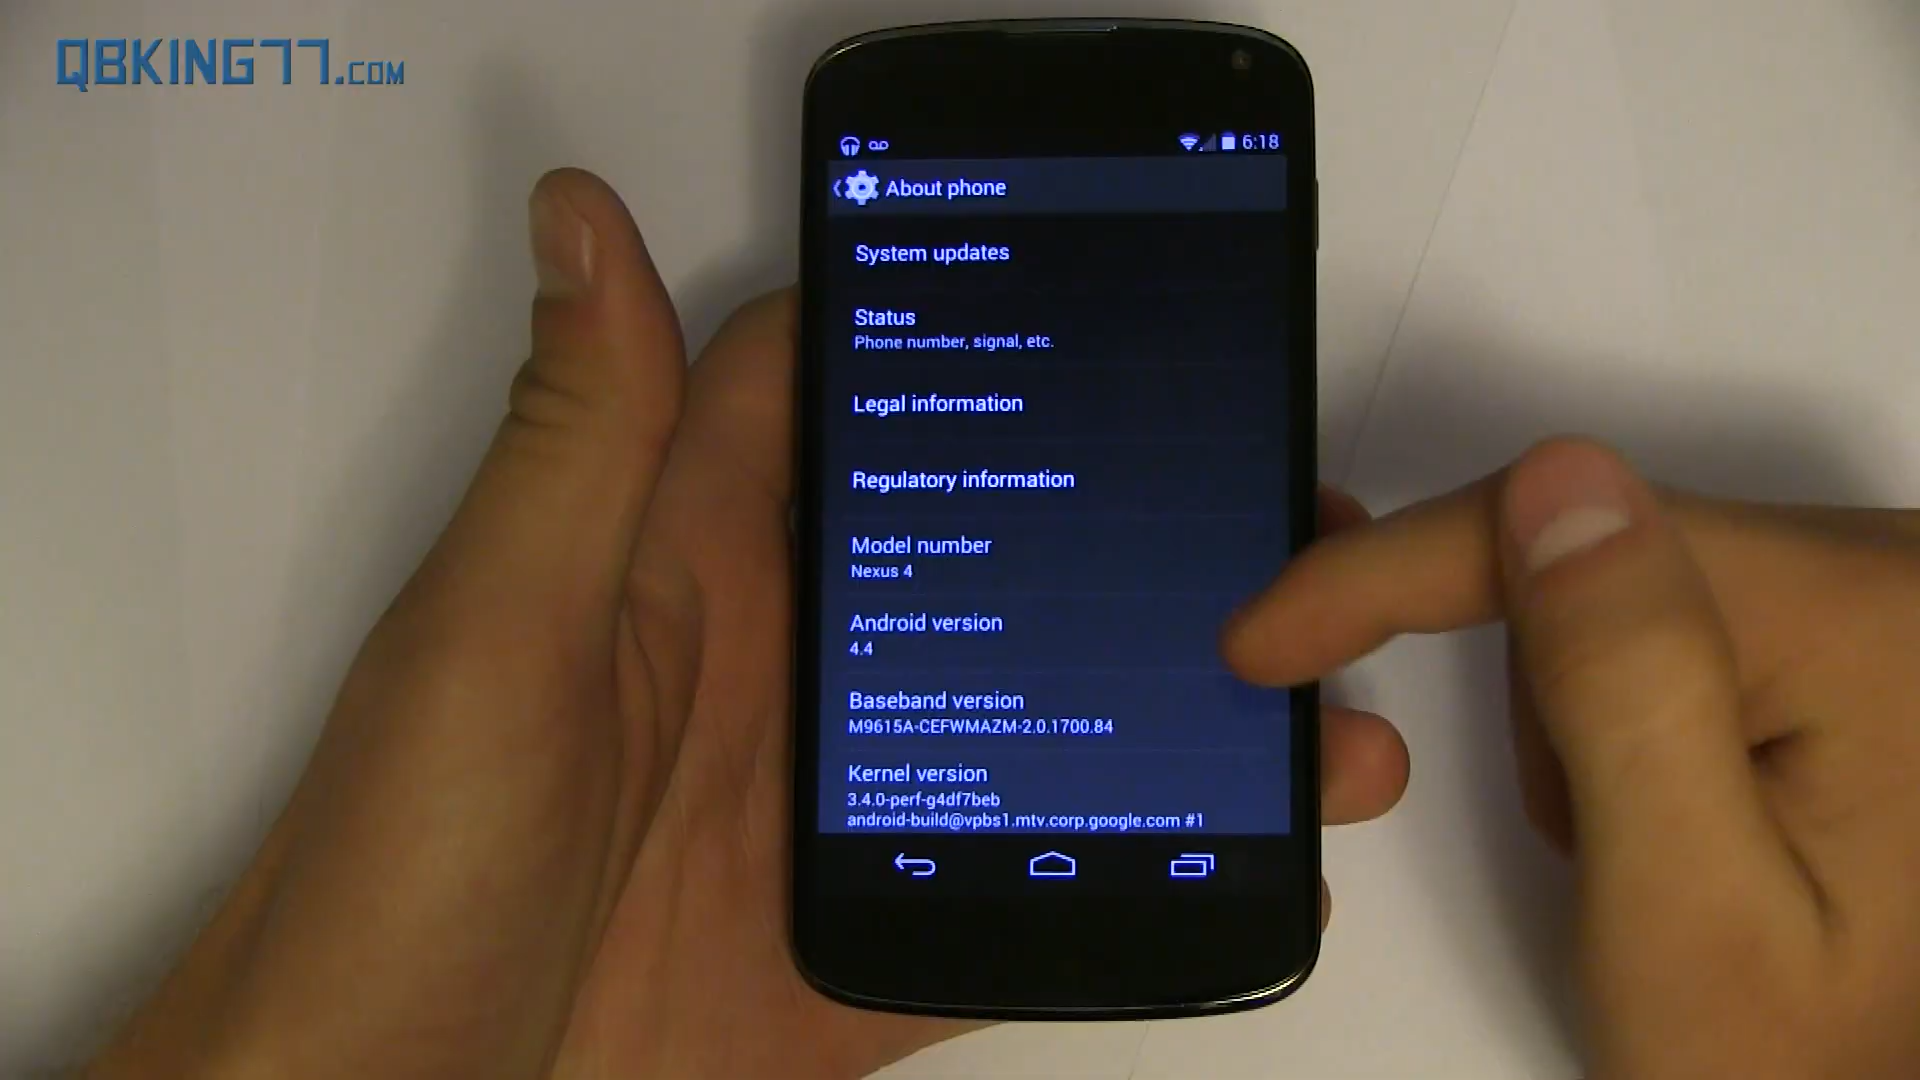 QBKING77.COM
6:18
About phone
System updates
Status
Phone number, signal, etc.
Legal information
Regulatory information
Model number
Nexus 4
Android version
4.4
Baseband version
M9615A-CEFWMAZM-2.0.1700.84
Kernel version
3.4.0-perf-g4df7beb
android-build@vpbs1.mtv.corp.google.com #1